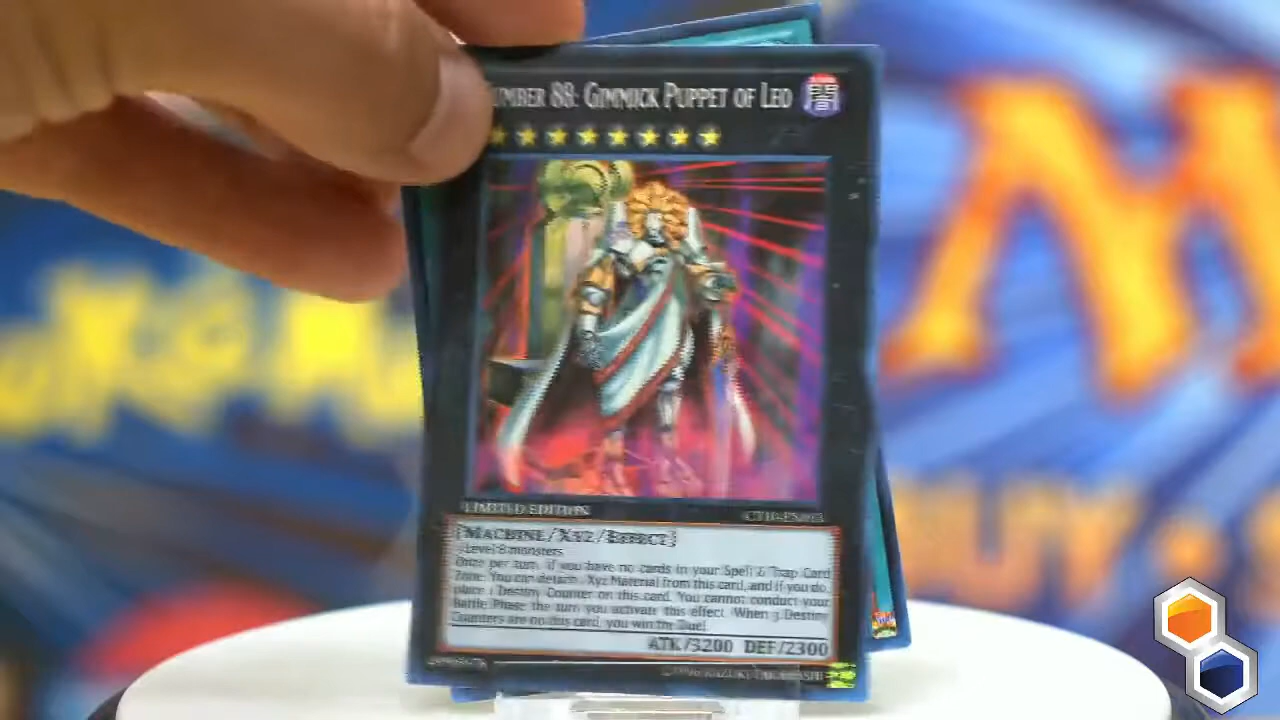 UMBER 88: GIMMICK PUPPET OF LEO
闇
LIMITED EDITION
[MACHINE/XYZ/EFFECT]
3 Level 8 monsters
Once per turn, if you have no cards in your Spell & Trap Card
Zone: You can detach 1 Xyz Material from this card, and if you do,
place 1 Destiny Counter on this card. You cannot conduct your
Battle Phase the turn you activate this effect. When 3 Destiny
Counters are on this card, you win the Duel.
ATK/3200 DEF/2300
KAZUKI TAKAHASHI